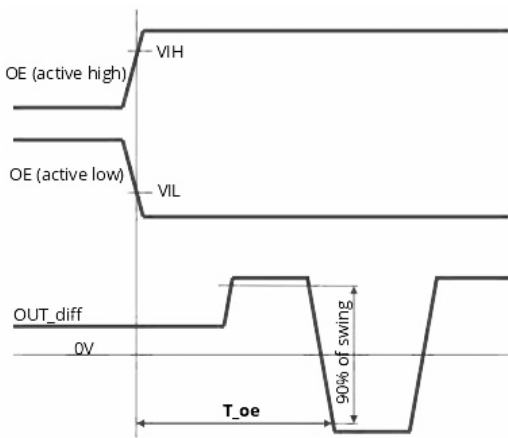 VIH
OE (active high)
OE (active low)
VIL
OUT_diff
0V
90% of swing
T_oe